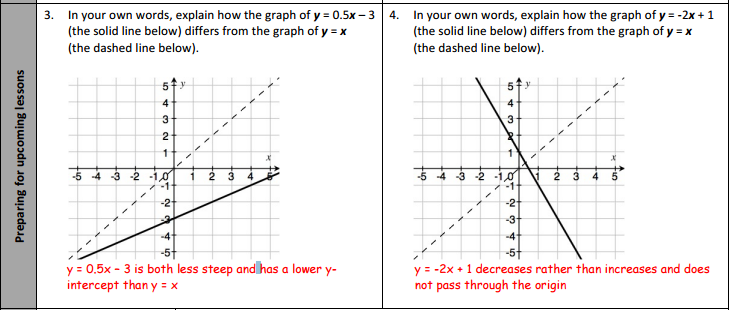 Preparing for upcoming lessons
3. In your own words, explain how the graph of y = 0.5x – 3
(the solid line below) differs from the graph of y = x
(the dashed line below).
5 y
4
3
2
1
x
-5 -4 -3 -2 -1 0 1 2 3 4 5
-1
-2
-3
-4
-5
y = 0.5x - 3 is both less steep and has a lower y-
intercept than y = x
4. In your own words, explain how the graph of y = -2x + 1
(the solid line below) differs from the graph of y = x
(the dashed line below).
5 y
4
3
2
1
x
-5 -4 -3 -2 -1 0 1 2 3 4 5
-1
-2
-3
-4
-5
y = -2x + 1 decreases rather than increases and does
not pass through the origin